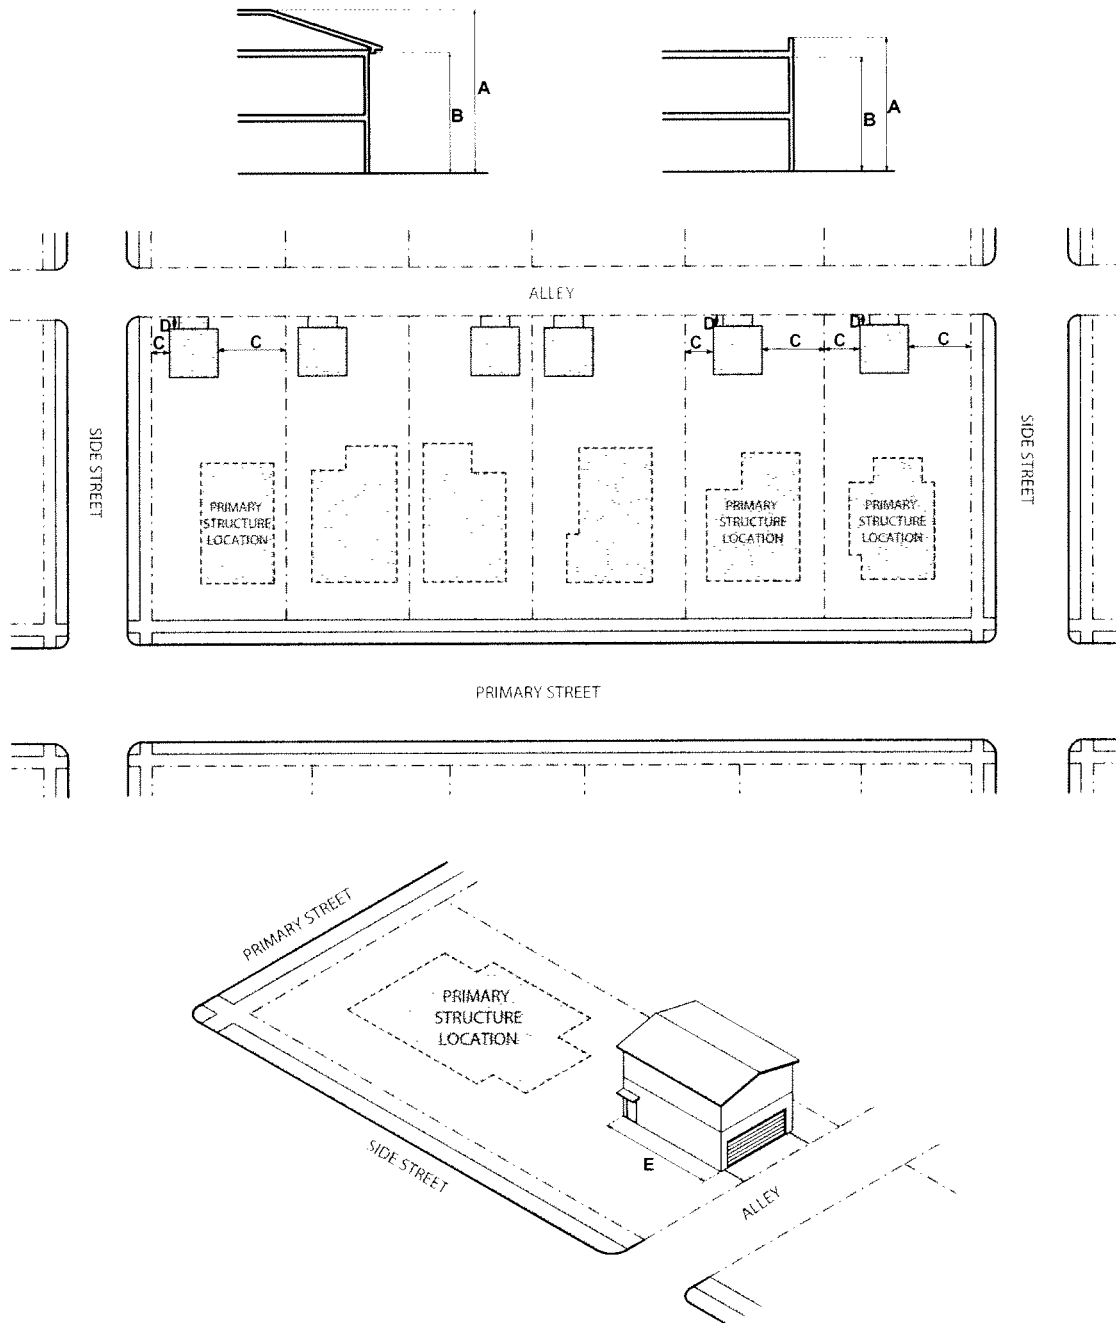 A
B
A
B
ALLEY
D
C
C
D
C
C
C
D
C
SIDE STREET
SIDE STREET
PRIMARY
STRUCTURE
LOCATION
PRIMARY
STRUCTURE
LOCATION
PRIMARY
STRUCTURE
LOCATION
PRIMARY STREET
PRIMARY STREET
PRIMARY
STRUCTURE
LOCATION
SIDE STREET
E
ALLEY